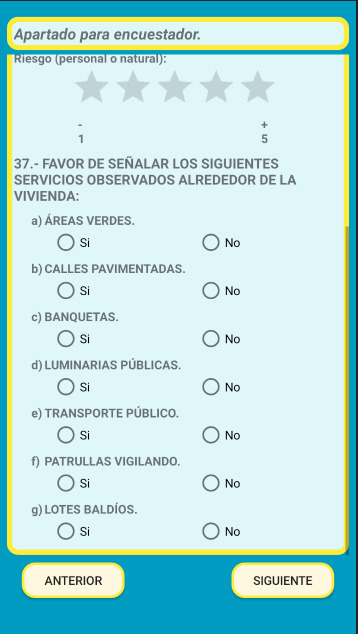 Apartado para encuestador.
Riesgo (personal o natural):
- +
1 5
37.- FAVOR DE SEÑALAR LOS SIGUIENTES
SERVICIOS OBSERVADOS ALREDEDOR DE LA
VIVIENDA:
a) ÁREAS VERDES.
Si No
b) CALLES PAVIMENTADAS.
Si No
c) BANQUETAS.
Si No
d) LUMINARIAS PÚBLICAS.
Si No
e) TRANSPORTE PÚBLICO.
Si No
f) PATRULLAS VIGILANDO.
Si No
g) LOTES BALDÍOS.
Si No
ANTERIOR SIGUIENTE